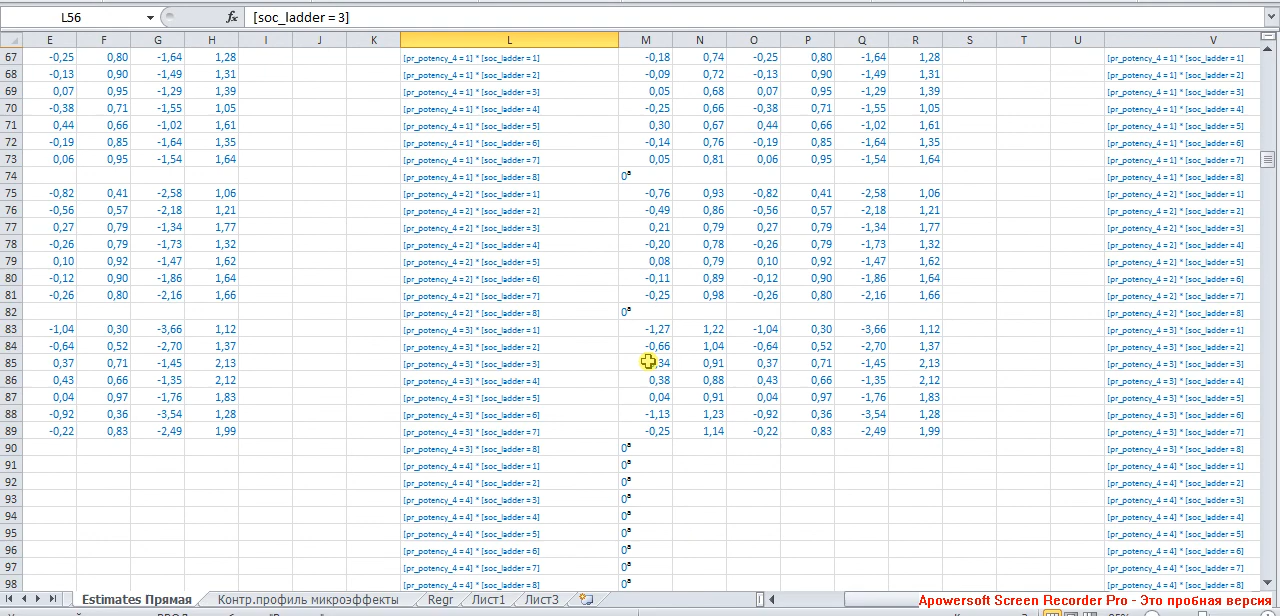 L56 fx [soc_ladder = 3]
E F G H I J K L M N O P Q R S T U V
67 -0,25 0,80 -1,64 1,28 [pr_potency_4 = 1] * [soc_ladder = 1] -0,18 0,74 -0,25 0,80 -1,64 1,28 [pr_potency_4 = 1] * [soc_ladder = 1]
68 -0,13 0,90 -1,49 1,31 [pr_potency_4 = 1] * [soc_ladder = 2] -0,09 0,72 -0,13 0,90 -1,49 1,31 [pr_potency_4 = 1] * [soc_ladder = 2]
69 0,07 0,95 -1,29 1,39 [pr_potency_4 = 1] * [soc_ladder = 3] 0,05 0,68 0,07 0,95 -1,29 1,39 [pr_potency_4 = 1] * [soc_ladder = 3]
70 -0,38 0,71 -1,55 1,05 [pr_potency_4 = 1] * [soc_ladder = 4] -0,25 0,66 -0,38 0,71 -1,55 1,05 [pr_potency_4 = 1] * [soc_ladder = 4]
71 0,44 0,66 -1,02 1,61 [pr_potency_4 = 1] * [soc_ladder = 5] 0,30 0,67 0,44 0,66 -1,02 1,61 [pr_potency_4 = 1] * [soc_ladder = 5]
72 -0,19 0,85 -1,64 1,35 [pr_potency_4 = 1] * [soc_ladder = 6] -0,14 0,76 -0,19 0,85 -1,64 1,35 [pr_potency_4 = 1] * [soc_ladder = 6]
73 0,06 0,95 -1,54 1,64 [pr_potency_4 = 1] * [soc_ladder = 7] 0,05 0,81 0,06 0,95 -1,54 1,64 [pr_potency_4 = 1] * [soc_ladder = 7]
74 [pr_potency_4 = 1] * [soc_ladder = 8] 0ª [pr_potency_4 = 1] * [soc_ladder = 8]
75 -0,82 0,41 -2,58 1,06 [pr_potency_4 = 2] * [soc_ladder = 1] -0,76 0,93 -0,82 0,41 -2,58 1,06 [pr_potency_4 = 2] * [soc_ladder = 1]
76 -0,56 0,57 -2,18 1,21 [pr_potency_4 = 2] * [soc_ladder = 2] -0,49 0,86 -0,56 0,57 -2,18 1,21 [pr_potency_4 = 2] * [soc_ladder = 2]
77 0,27 0,79 -1,34 1,77 [pr_potency_4 = 2] * [soc_ladder = 3] 0,21 0,79 0,27 0,79 -1,34 1,77 [pr_potency_4 = 2] * [soc_ladder = 3]
78 -0,26 0,79 -1,73 1,32 [pr_potency_4 = 2] * [soc_ladder = 4] -0,20 0,78 -0,26 0,79 -1,73 1,32 [pr_potency_4 = 2] * [soc_ladder = 4]
79 0,10 0,92 -1,47 1,62 [pr_potency_4 = 2] * [soc_ladder = 5] 0,08 0,79 0,10 0,92 -1,47 1,62 [pr_potency_4 = 2] * [soc_ladder = 5]
80 -0,12 0,90 -1,86 1,64 [pr_potency_4 = 2] * [soc_ladder = 6] -0,11 0,89 -0,12 0,90 -1,86 1,64 [pr_potency_4 = 2] * [soc_ladder = 6]
81 -0,26 0,80 -2,16 1,66 [pr_potency_4 = 2] * [soc_ladder = 7] -0,25 0,98 -0,26 0,80 -2,16 1,66 [pr_potency_4 = 2] * [soc_ladder = 7]
82 [pr_potency_4 = 2] * [soc_ladder = 8] 0ª [pr_potency_4 = 2] * [soc_ladder = 8]
83 -1,04 0,30 -3,66 1,12 [pr_potency_4 = 3] * [soc_ladder = 1] -1,27 1,22 -1,04 0,30 -3,66 1,12 [pr_potency_4 = 3] * [soc_ladder = 1]
84 -0,64 0,52 -2,70 1,37 [pr_potency_4 = 3] * [soc_ladder = 2] -0,66 1,04 -0,64 0,52 -2,70 1,37 [pr_potency_4 = 3] * [soc_ladder = 2]
85 0,37 0,71 -1,45 2,13 [pr_potency_4 = 3] * [soc_ladder = 3] ,34 0,91 0,37 0,71 -1,45 2,13 [pr_potency_4 = 3] * [soc_ladder = 3]
86 0,43 0,66 -1,35 2,12 [pr_potency_4 = 3] * [soc_ladder = 4] 0,38 0,88 0,43 0,66 -1,35 2,12 [pr_potency_4 = 3] * [soc_ladder = 4]
87 0,04 0,97 -1,76 1,83 [pr_potency_4 = 3] * [soc_ladder = 5] 0,04 0,91 0,04 0,97 -1,76 1,83 [pr_potency_4 = 3] * [soc_ladder = 5]
88 -0,92 0,36 -3,54 1,28 [pr_potency_4 = 3] * [soc_ladder = 6] -1,13 1,23 -0,92 0,36 -3,54 1,28 [pr_potency_4 = 3] * [soc_ladder = 6]
89 -0,22 0,83 -2,49 1,99 [pr_potency_4 = 3] * [soc_ladder = 7] -0,25 1,14 -0,22 0,83 -2,49 1,99 [pr_potency_4 = 3] * [soc_ladder = 7]
90 [pr_potency_4 = 3] * [soc_ladder = 8] 0ª [pr_potency_4 = 3] * [soc_ladder = 8]
91 [pr_potency_4 = 4] * [soc_ladder = 1] 0ª [pr_potency_4 = 4] * [soc_ladder = 1]
92 [pr_potency_4 = 4] * [soc_ladder = 2] 0ª [pr_potency_4 = 4] * [soc_ladder = 2]
93 [pr_potency_4 = 4] * [soc_ladder = 3] 0ª [pr_potency_4 = 4] * [soc_ladder = 3]
94 [pr_potency_4 = 4] * [soc_ladder = 4] 0ª [pr_potency_4 = 4] * [soc_ladder = 4]
95 [pr_potency_4 = 4] * [soc_ladder = 5] 0ª [pr_potency_4 = 4] * [soc_ladder = 5]
96 [pr_potency_4 = 4] * [soc_ladder = 6] 0ª [pr_potency_4 = 4] * [soc_ladder = 6]
97 [pr_potency_4 = 4] * [soc_ladder = 7] 0ª [pr_potency_4 = 4] * [soc_ladder = 7]
98 [pr_potency_4 = 4] * [soc_ladder = 8] 0ª [pr_potency_4 = 4] * [soc_ladder = 8]
Estimates Прямая Контр.профиль микроэффекты Regr Лист1 Лист3
Apowersoft Screen Recorder Pro - Это пробная версия